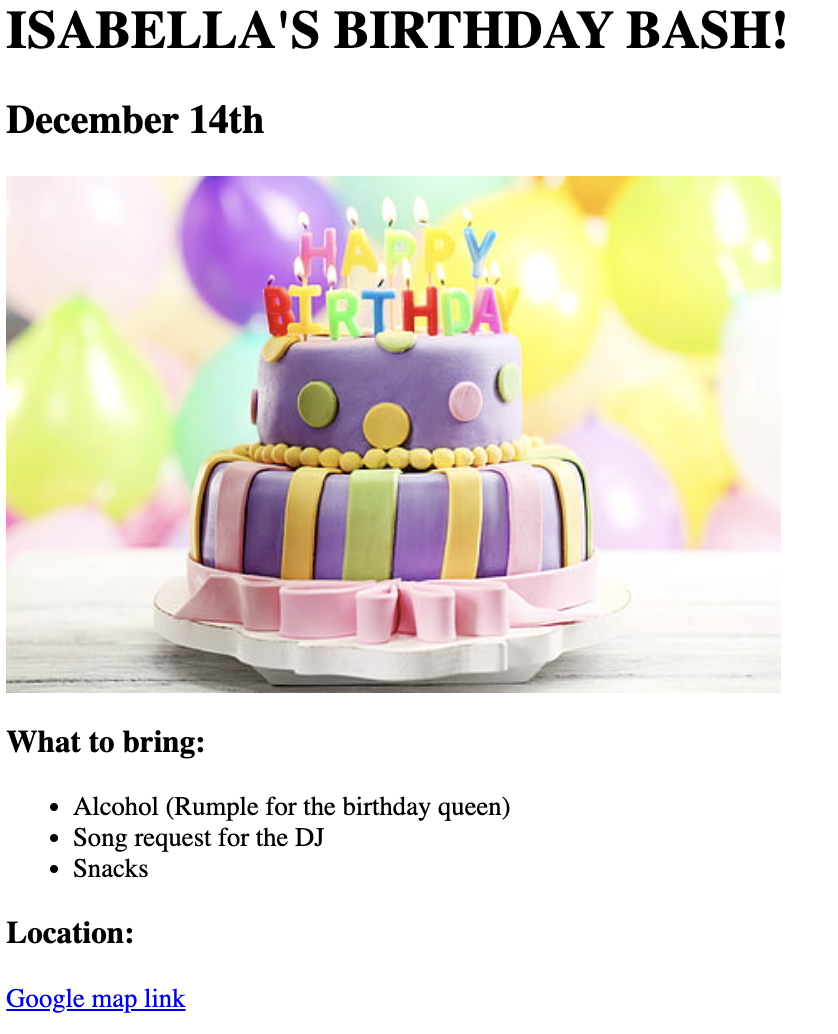 ISABELLA'S BIRTHDAY BASH!
December 14th
HAPPY
BIRTHDAY
What to bring:
Alcohol (Rumple for the birthday queen)
Song request for the DJ
Snacks
Location:
Google map link